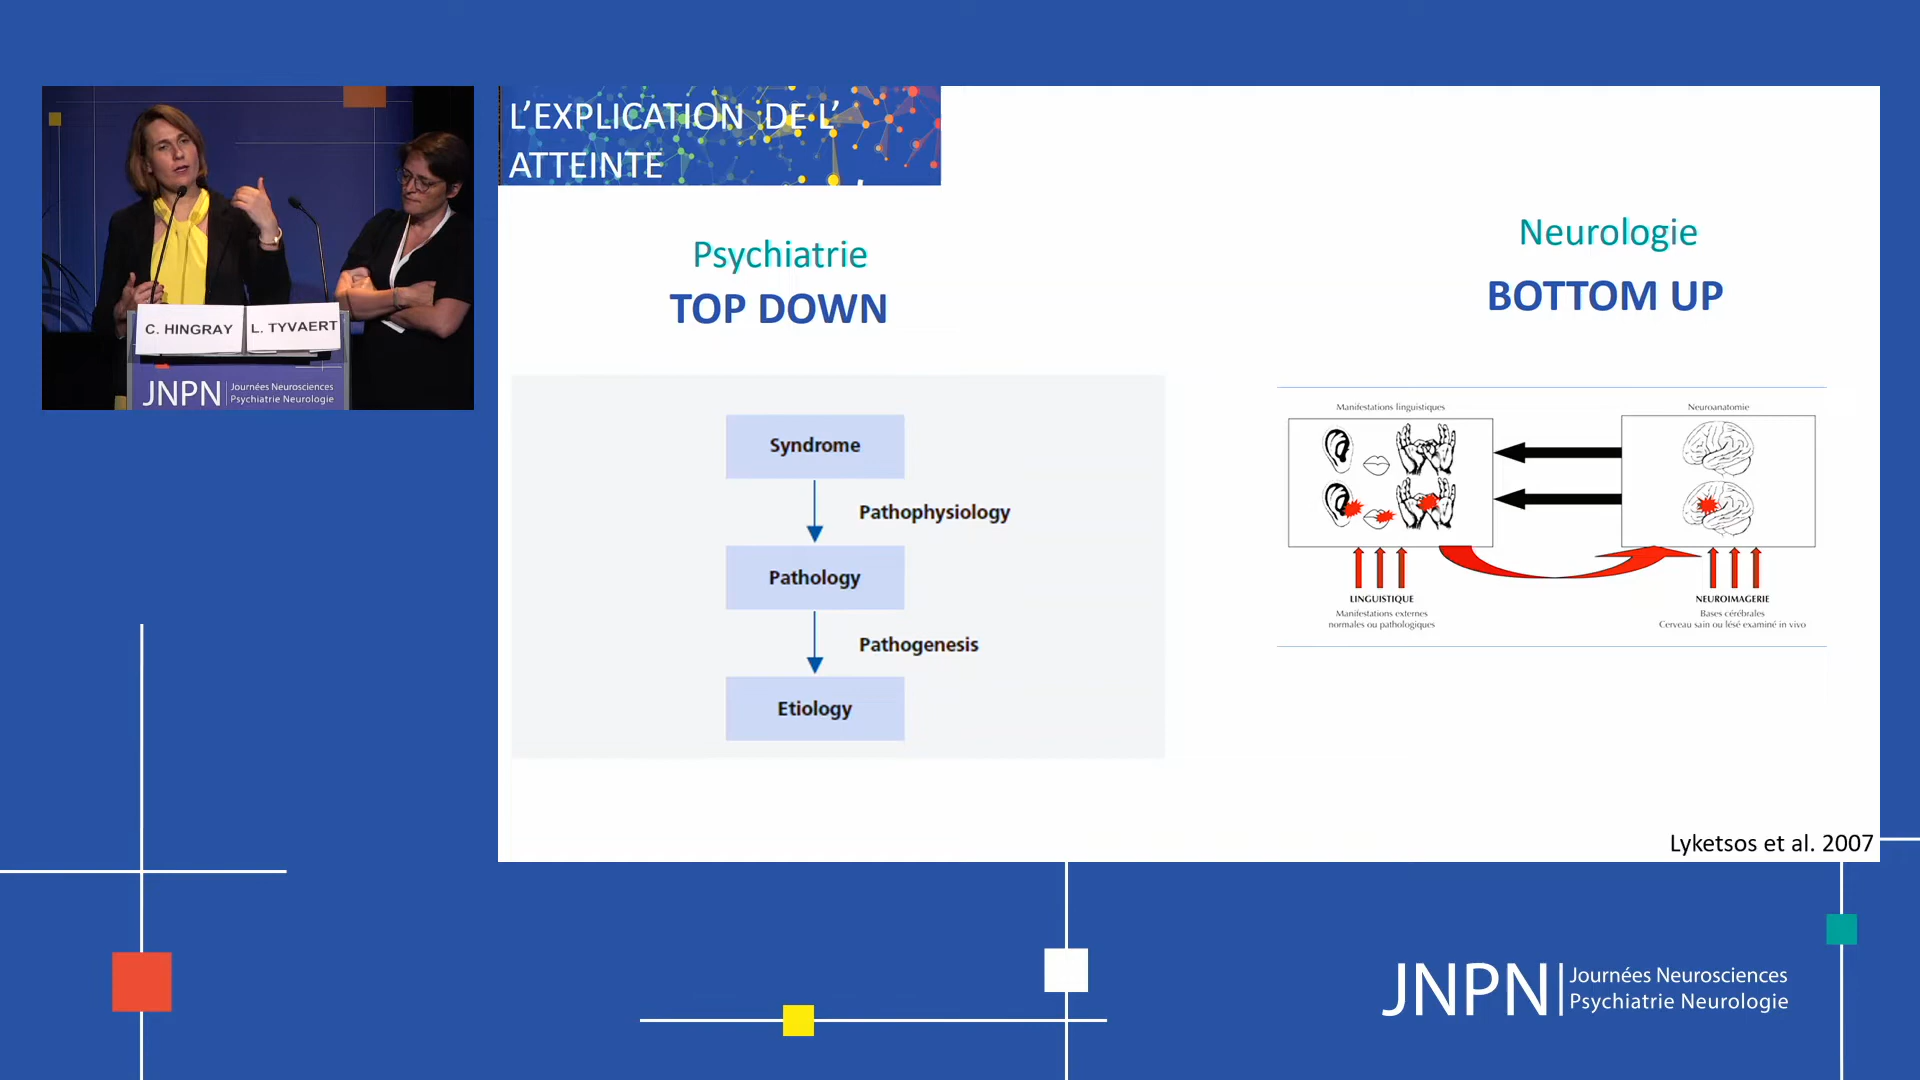 C. HINGRAY
L. TYVAERT
JNPN
Journées Neurosciences
Psychiatrie Neurologie
L’EXPLICATION DE L’
ATTEINTE
Psychiatrie
TOP DOWN
Syndrome
Pathophysiology
Pathology
Pathogenesis
Etiology
Neurologie
BOTTOM UP
Manifestations linguistiques
Neuroanatomie
LINGUISTIQUE
Manifestations externes
normales ou pathologiques
NEUROIMAGERIE
Bases cérébrales
Cerveau sain ou lésé examiné in vivo
Lyketsos et al. 2007
JNPN
Journées Neurosciences
Psychiatrie Neurologie